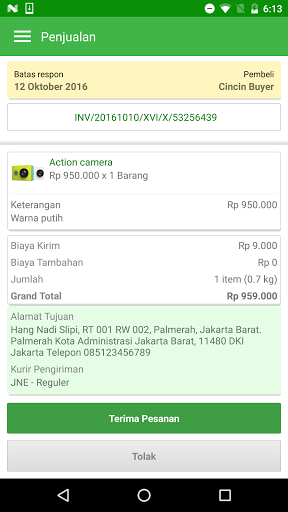 6:13
Penjualan
Batas respon Pembeli
12 Oktober 2016 Cincin Buyer
INV/20161010/XVI/X/53256439
Action camera
Rp 950.000 x 1 Barang
Keterangan Rp 950.000
Warna putih
Biaya Kirim Rp 9.000
Biaya Tambahan Rp 0
Jumlah 1 item (0.7 kg)
Grand Total Rp 959.000
Alamat Tujuan
Hang Nadi Slipi, RT 001 RW 002, Palmerah, Jakarta Barat.
Palmerah Kota Administrasi Jakarta Barat, 11480 DKI
Jakarta Telepon 085123456789
Kurir Pengiriman
JNE - Reguler
Terima Pesanan
Tolak